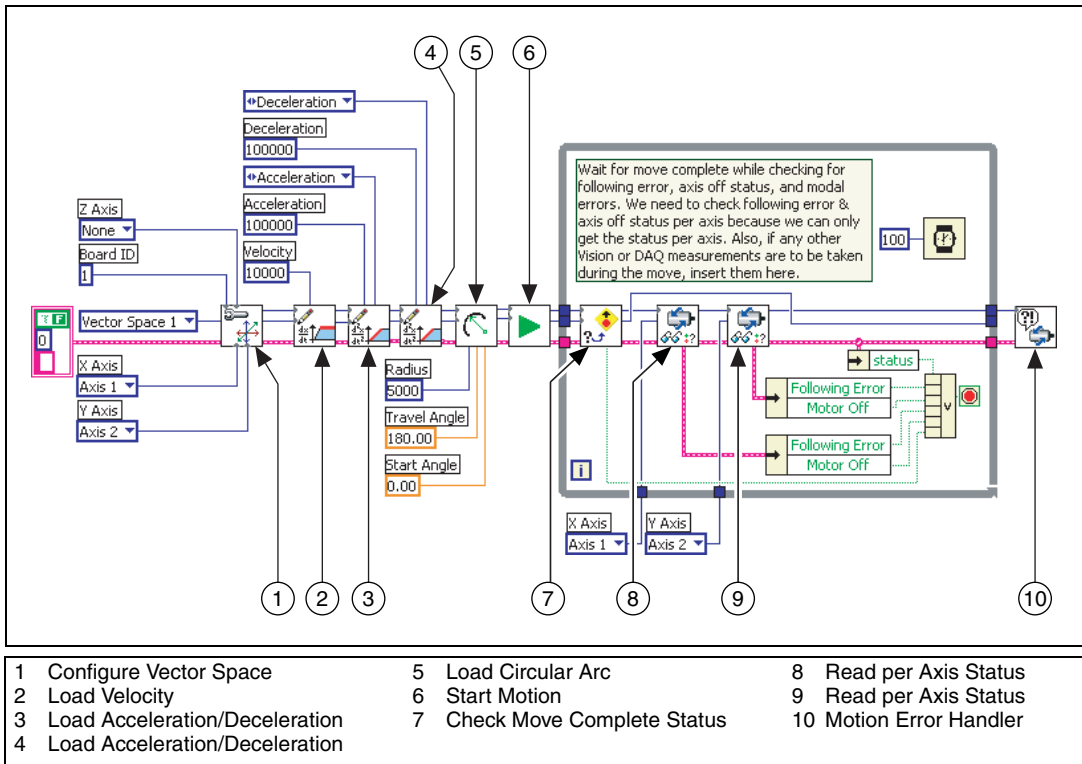 4
5
6
Deceleration
Deceleration
100000
Acceleration
Acceleration
100000
Velocity
10000
Z Axis
None
Board ID
1
T F
0
Vector Space 1
X Axis
Axis 1
Y Axis
Axis 2
Radius
5000
Travel Angle
180.00
Start Angle
0.00
Wait for move complete while checking for
following error, axis off status, and modal
errors. We need to check following error &
axis off status per axis because we can only
get the status per axis. Also, if any other
Vision or DAQ measurements are to be taken
during the move, insert them here.
100
status
Following Error
Motor Off
Following Error
Motor Off
i
X Axis
Axis 1
Y Axis
Axis 2
1
2
3
7
8
9
10
1 Configure Vector Space
2 Load Velocity
3 Load Acceleration/Deceleration
4 Load Acceleration/Deceleration
5 Load Circular Arc
6 Start Motion
7 Check Move Complete Status
8 Read per Axis Status
9 Read per Axis Status
10 Motion Error Handler